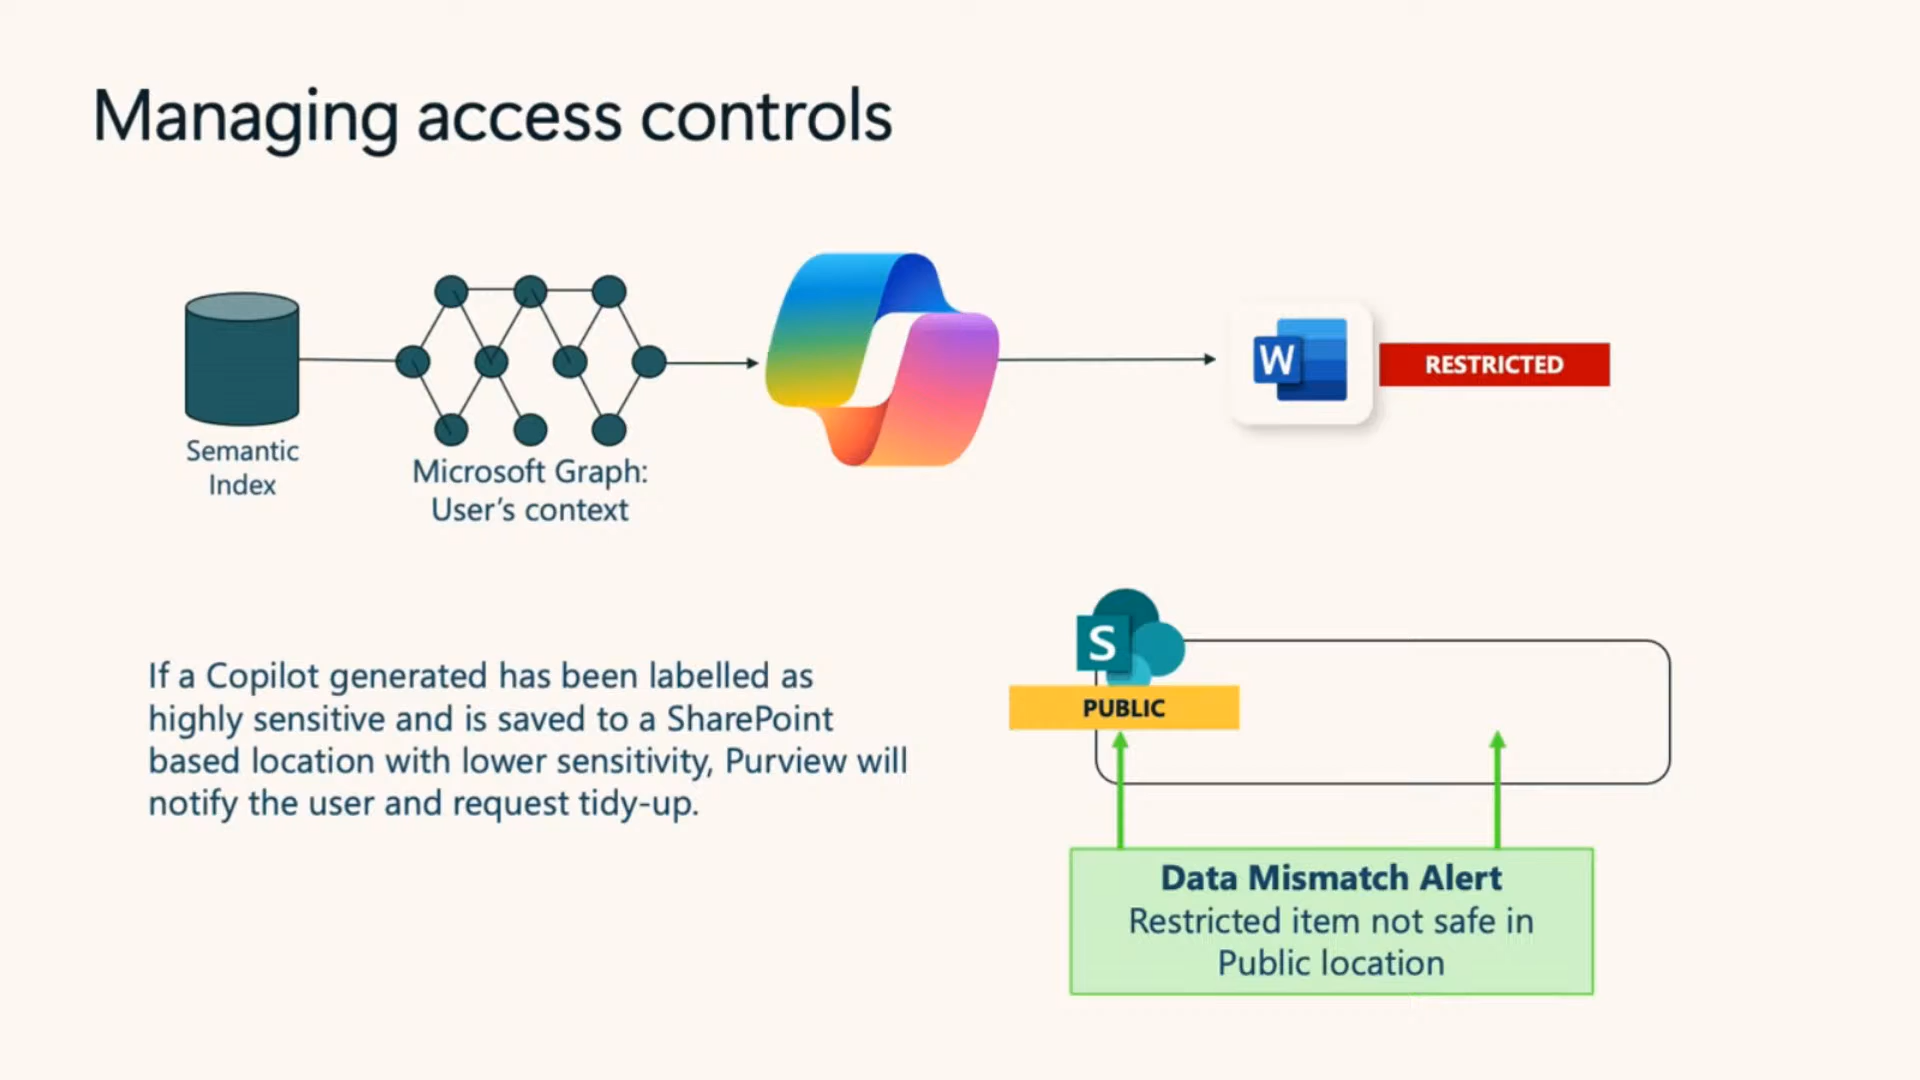 Managing access controls
W
RESTRICTED
Semantic
Index
Microsoft Graph:
User's context
S
PUBLIC
If a Copilot generated has been labelled as
highly sensitive and is saved to a SharePoint
based location with lower sensitivity, Purview will
notify the user and request tidy-up.
Data Mismatch Alert
Restricted item not safe in
Public location